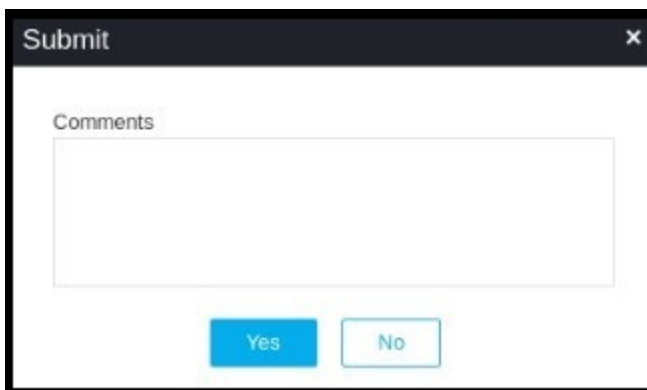 Submit ×
Comments
Yes No